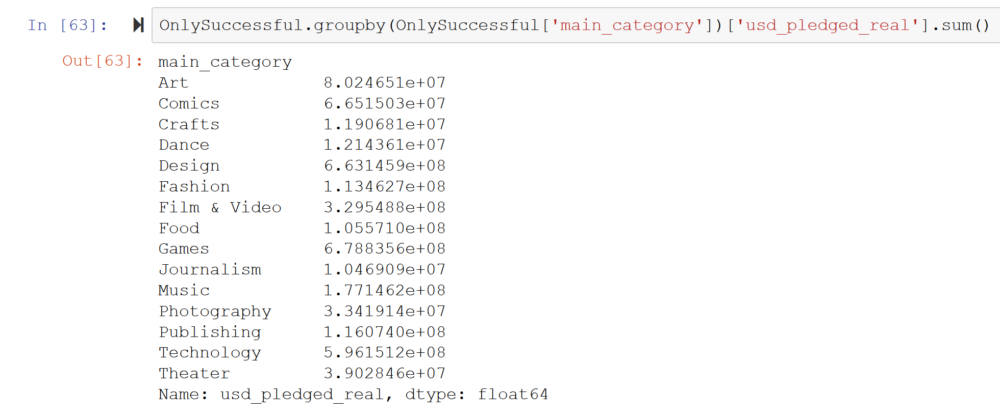 In [63]: OnlySuccessful.groupby(OnlySuccessful['main_category'])['usd_pledged_real'].sum()
Out[63]: main_category
Art 8.024651e+07
Comics 6.651503e+07
Crafts 1.190681e+07
Dance 1.214361e+07
Design 6.631459e+08
Fashion 1.134627e+08
Film & Video 3.295488e+08
Food 1.055710e+08
Games 6.788356e+08
Journalism 1.046909e+07
Music 1.771462e+08
Photography 3.341914e+07
Publishing 1.160740e+08
Technology 5.961512e+08
Theater 3.902846e+07
Name: usd_pledged_real, dtype: float64